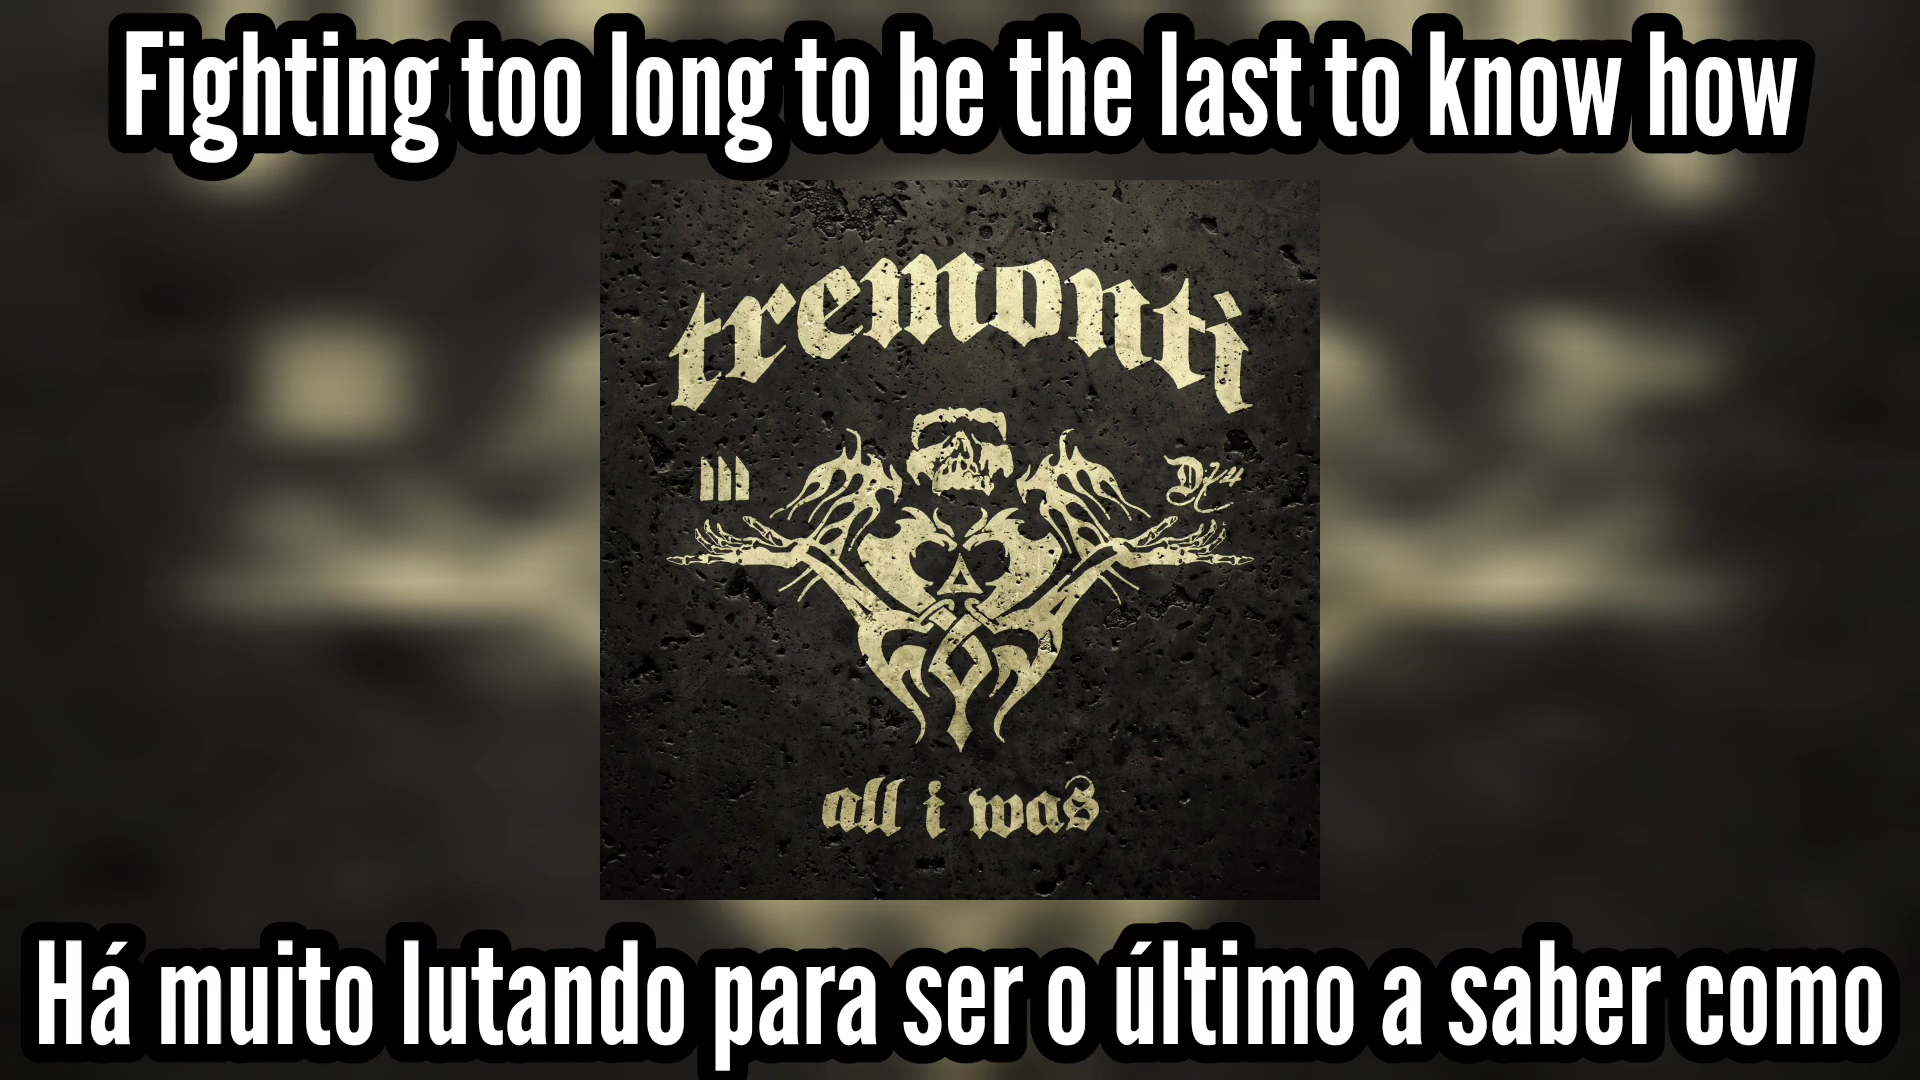 Fighting too long to be the last to know how
tremonti
all i was
Há muito lutando para ser o último a saber como